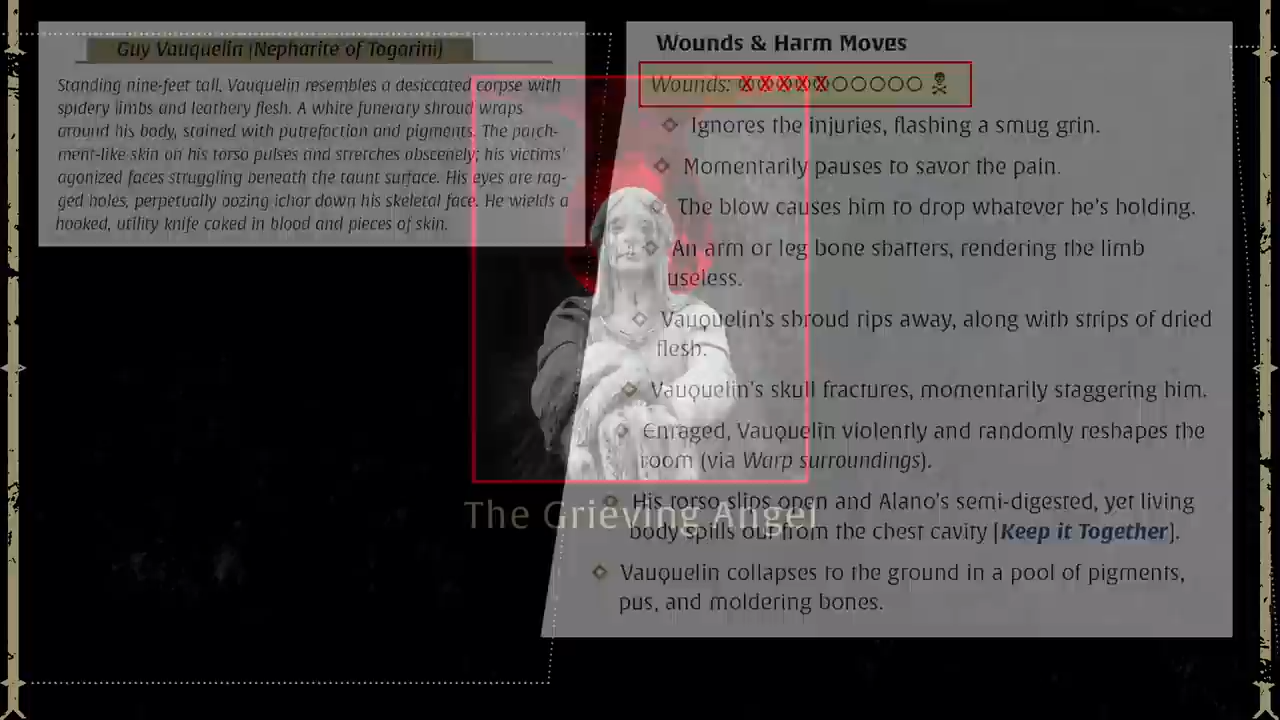 Guy Vauquelin (Nepharite of Togarini)
Standing nine-feet tall, Vauquelin resembles a desiccated corpse with
spidery limbs and leathery flesh. A white funerary shroud wraps
around his body, stained with putrefaction and pigments. The parch-
ment-like-skin on his torso pulses and stretches obscenely; his victims'
agonized faces struggling beneath the taunt surface. His eyes are rag-
ged holes, perpetually oozing ichor down his skeletal face. He wields a
hooked, utility knife caked in blood and pieces of skin.
Wounds & Harm Moves
Wounds:
Ignores the injuries, flashing a smug grin.
Momentarily pauses to savor the pain.
The blow causes him to drop whatever he's holding.
An arm or leg bone shatters, rendering the limb
useless.
Vauquelin's shroud rips away, along with strips of dried
flesh.
Vauquelin's skull fractures, momentarily staggering him.
Enraged, Vauquelin violently and randomly reshapes the
room (via Warp surroundings).
His torso slips open and Alano's semi-digested, yet living
body spills out from the chest cavity [Keep it Together].
Vauquelin collapses to the ground in a pool of pigments,
pus, and moldering bones.
The Grieving Angel